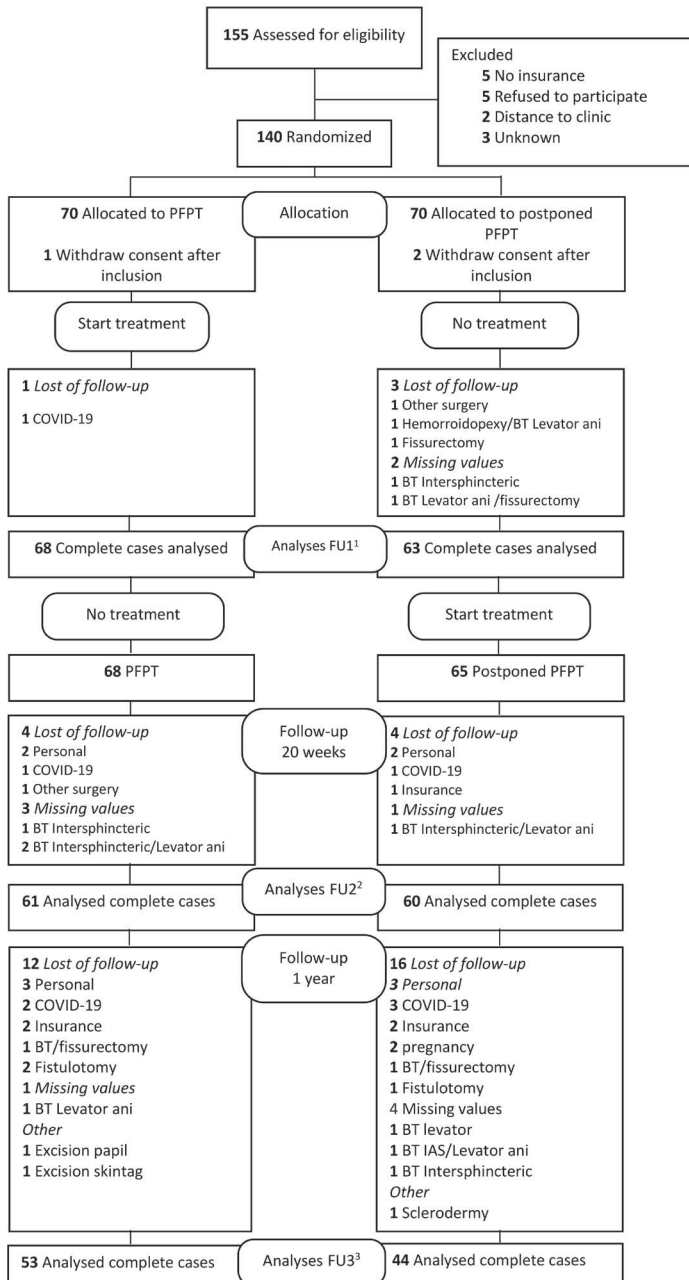 155 Assessed for eligibility
Excluded
5 No insurance
5 Refused to participate
2 Distance to clinic
3 Unknown
140 Randomized
70 Allocated to PFPT
1 Withdraw consent after
inclusion
Allocation
70 Allocated to postponed
PFPT
2 Withdraw consent after
inclusion
Start treatment
No treatment
1 Lost of follow-up
1 COVID-19
3 Lost of follow-up
1 Other surgery
1 Hemorroidopexy/BT Levator ani
1 Fissurectomy
2 Missing values
1 BT Intersphincteric
1 BT Levator ani /fissurectomy
68 Complete cases analysed
Analyses FU1¹
63 Complete cases analysed
No treatment
Start treatment
68 PFPT
65 Postponed PFPT
4 Lost of follow-up
2 Personal
1 COVID-19
1 Other surgery
3 Missing values
1 BT Intersphincteric
2 BT Intersphincteric/Levator ani
Follow-up
20 weeks
4 Lost of follow-up
2 Personal
1 COVID-19
1 Insurance
1 Missing values
1 BT Intersphincteric/Levator ani
61 Analysed complete cases
Analyses FU2²
60 Analysed complete cases
12 Lost of follow-up
3 Personal
2 COVID-19
2 Insurance
1 BT/fissurectomy
2 Fistulotomy
1 Missing values
1 BT Levator ani
Other
1 Excision papil
1 Excision skintag
Follow-up
1 year
16 Lost of follow-up
3 Personal
3 COVID-19
2 Insurance
2 pregnancy
1 BT/fissurectomy
1 Fistulotomy
4 Missing values
1 BT levator
1 BT IAS/Levator ani
1 BT Intersphincteric
Other
1 Sclerodermy
53 Analysed complete cases
Analyses FU3³
44 Analysed complete cases